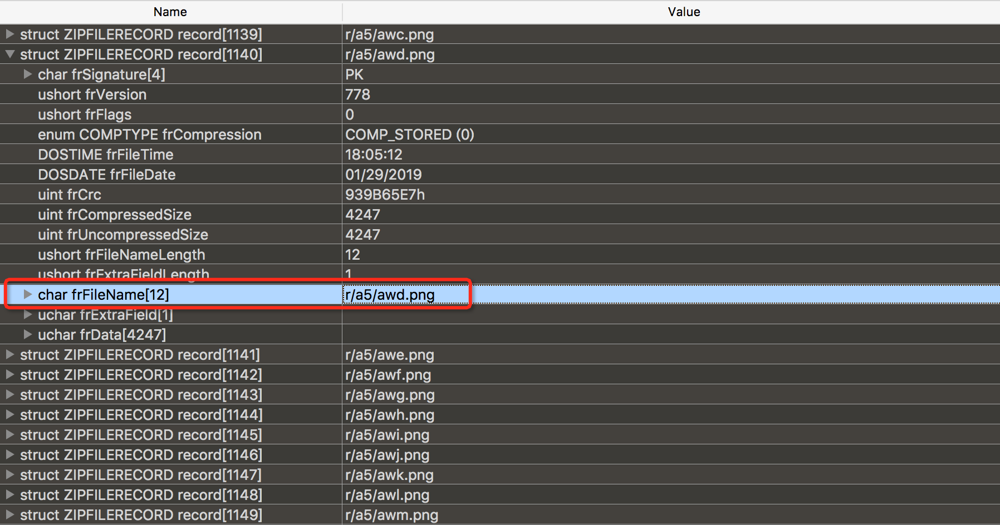 Name Value
struct ZIPFILERECORD record[1139] r/a5/awc.png
struct ZIPFILERECORD record[1140] r/a5/awd.png
char frSignature[4] PK
ushort frVersion 778
ushort frFlags 0
enum COMPTYPE frCompression COMP_STORED (0)
DOSTIME frFileTime 18:05:12
DOSDATE frFileDate 01/29/2019
uint frCrc 939B65E7h
uint frCompressedSize 4247
uint frUncompressedSize 4247
ushort frFileNameLength 12
ushort frExtraFieldLength 1
char frFileName[12] r/a5/awd.png
uchar frExtraField[1]
uchar frData[4247]
struct ZIPFILERECORD record[1141] r/a5/awe.png
struct ZIPFILERECORD record[1142] r/a5/awf.png
struct ZIPFILERECORD record[1143] r/a5/awg.png
struct ZIPFILERECORD record[1144] r/a5/awh.png
struct ZIPFILERECORD record[1145] r/a5/awi.png
struct ZIPFILERECORD record[1146] r/a5/awj.png
struct ZIPFILERECORD record[1147] r/a5/awk.png
struct ZIPFILERECORD record[1148] r/a5/awl.png
struct ZIPFILERECORD record[1149] r/a5/awm.png